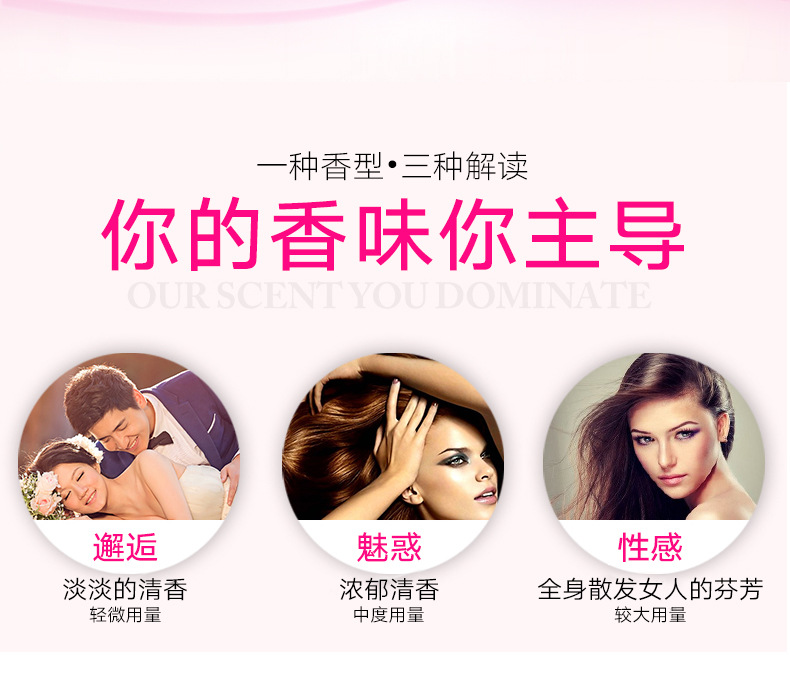 一种香型•三种解读
你的香味你主导
OUR SCENT YOU DOMINATE
邂逅
淡淡的清香
轻微用量
魅惑
浓郁清香
中度用量
性感
全身散发女人的芬芳
较大用量